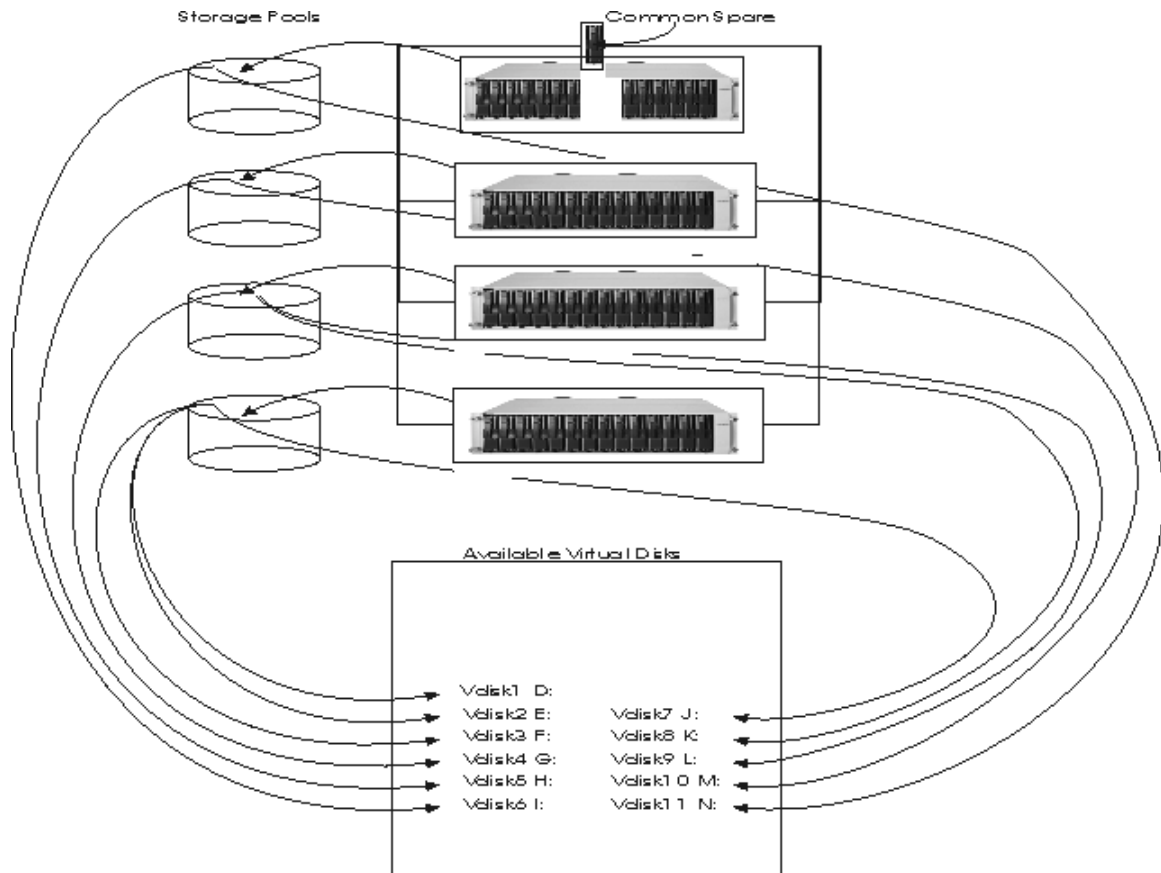 Storage Pools
Common Spare
Available Virtual Disks
Vdisk1 D:
Vdisk2 E:
Vdisk3 F:
Vdisk4 G:
Vdisk5 H:
Vdisk6 I:
Vdisk7 J:
Vdisk8 K:
Vdisk9 L:
Vdisk10 M:
Vdisk11 N: